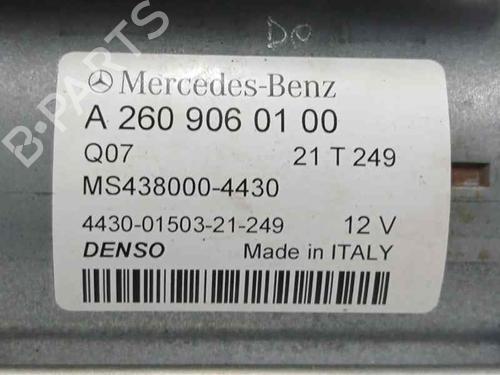 DO
B-PARTS
Mercedes-Benz
A 260 906 01 00
Q07 21 T 249
MS438000-4430
4430-01503-21-249 12 V
DENSO Made in ITALY